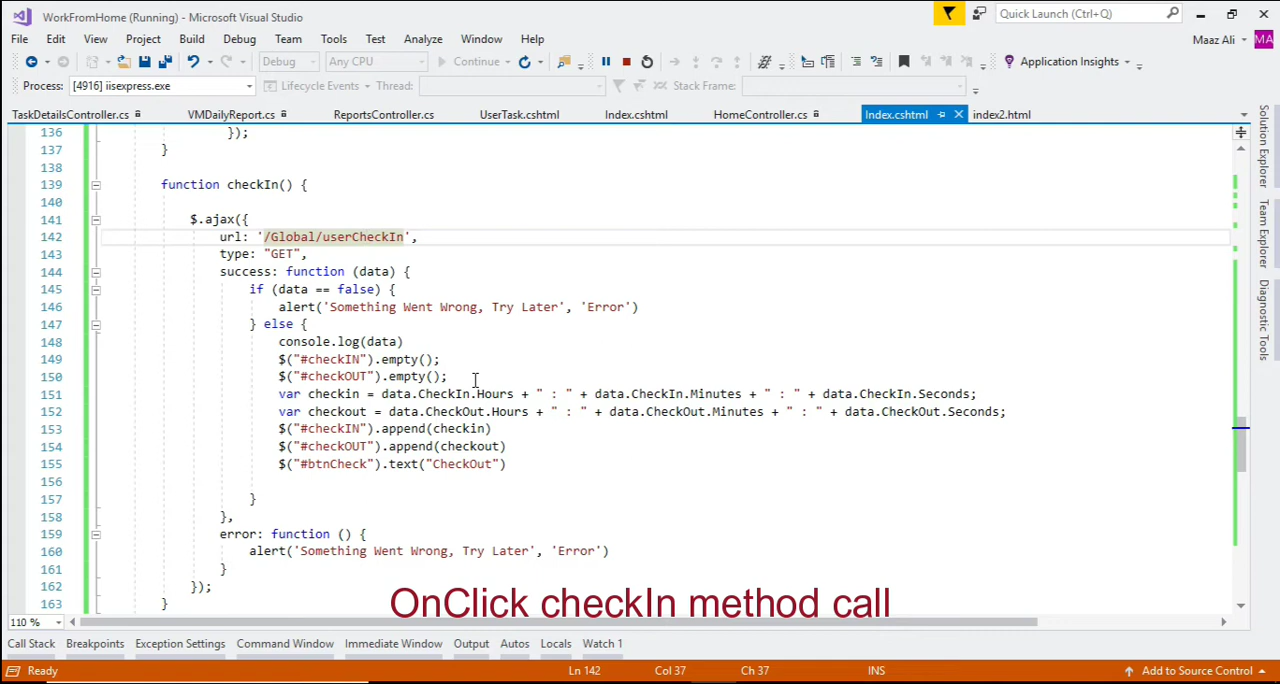 WorkFromHome (Running) - Microsoft Visual Studio
Quick Launch (Ctrl+Q)
File Edit View Project Build Debug Team Tools Test Analyze Window Help
Maaz Ali MA
Debug Any CPU Continue Application Insights
Process: [4916] iisexpress.exe Lifecycle Events Thread: Stack Frame:
TaskDetailsController.cs VMDailyReport.cs ReportsController.cs UserTask.cshtml Index.cshtml HomeController.cs Index.cshtml index2.html
136 });
137 }
138
139 function checkIn() {
140
141 $.ajax({
142 url: '/Global/userCheckIn',
143 type: "GET",
144 success: function (data) {
145 if (data == false) {
146 alert('Something Went Wrong, Try Later', 'Error')
147 } else {
148 console.log(data)
149 $("#checkIN").empty();
150 $("#checkOUT").empty();
151 var checkin = data.CheckIn.Hours + " : " + data.CheckIn.Minutes + " : " + data.CheckIn.Seconds;
152 var checkout = data.CheckOut.Hours + " : " + data.CheckOut.Minutes + " : " + data.CheckOut.Seconds;
153 $("#checkIN").append(checkin)
154 $("#checkOUT").append(checkout)
155 $("#btnCheck").text("CheckOut")
156
157 }
158 },
159 error: function () {
160 alert('Something Went Wrong, Try Later', 'Error')
161 }
162 });
163 }
OnClick checkIn method call
Solution Explorer
Team Explorer
Diagnostic Tools
110 %
Call Stack Breakpoints Exception Settings Command Window Immediate Window Output Autos Locals Watch 1
Ready Ln 142 Col 37 Ch 37 INS Add to Source Control